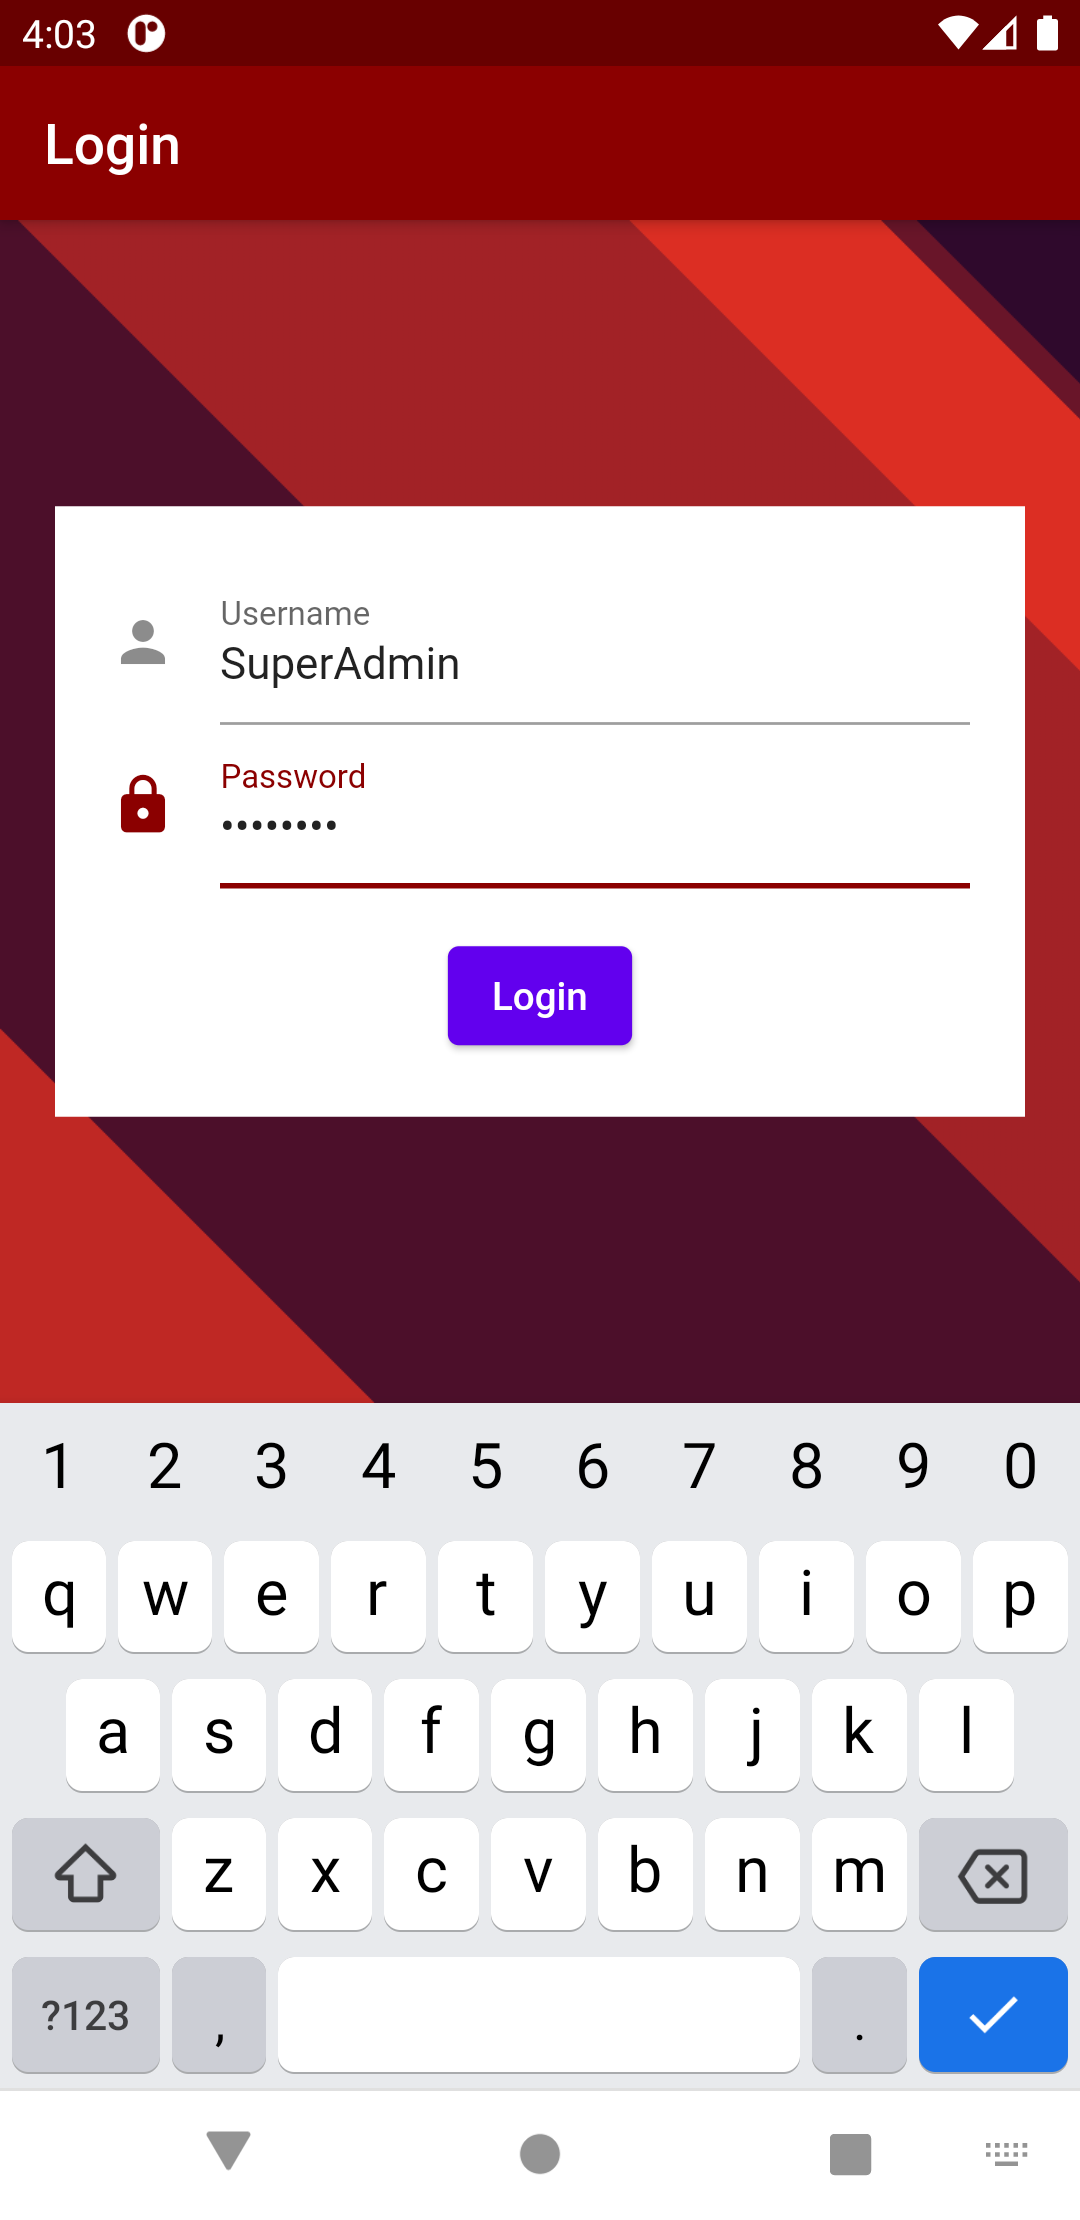 4:03
Login
Username
SuperAdmin
Password
••••••••
Login
1 2 3 4 5 6 7 8 9 0
q w e r t y u i o p
a s d f g h j k l
z x c v b n m
?123 , .